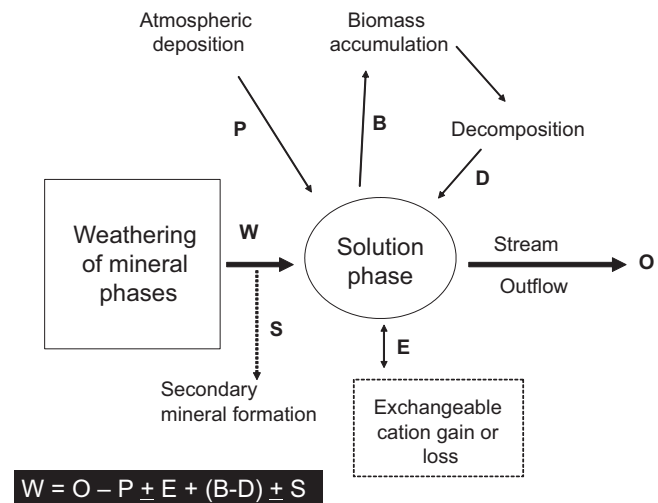 Atmospheric
deposition
Biomass
accumulation
P
B
Decomposition
D
Weathering
of mineral
phases
W
Solution
phase
Stream
Outflow
O
S
E
Secondary
mineral formation
Exchangeable
cation gain or
loss
W = O – P ± E + (B-D) ± S